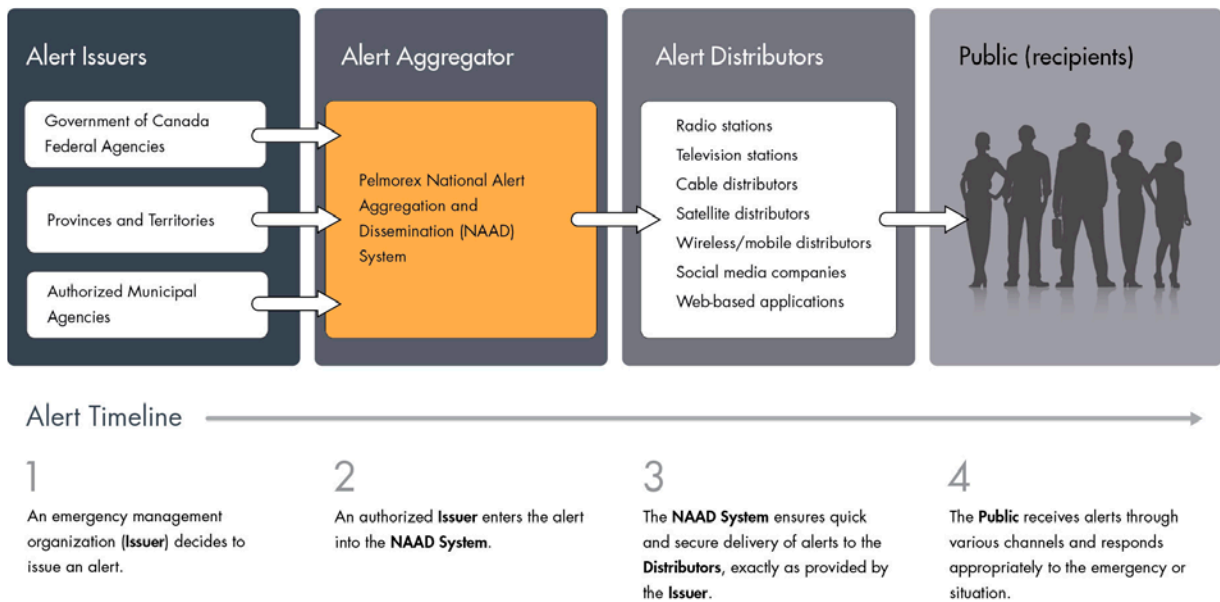 Alert Issuers
Government of Canada
Federal Agencies
Provinces and Territories
Authorized Municipal
Agencies
Alert Aggregator
Pelmorex National Alert
Aggregation and
Dissemination (NAAD)
System
Alert Distributors
Radio stations
Television stations
Cable distributors
Satellite distributors
Wireless/mobile distributors
Social media companies
Web-based applications
Public (recipients)
Alert Timeline
1
An emergency management
organization (Issuer) decides to
issue an alert.
2
An authorized Issuer enters the alert
into the NAAD System.
3
The NAAD System ensures quick
and secure delivery of alerts to the
Distributors, exactly as provided by
the Issuer.
4
The Public receives alerts through
various channels and responds
appropriately to the emergency or
situation.